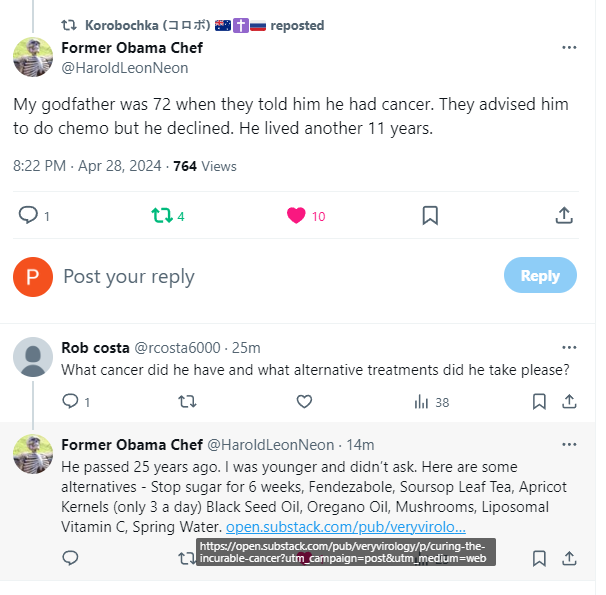 Korobochka (コロボ) 🇦🇺✝️🇷🇺 reposted
Former Obama Chef
@HaroldLeonNeon
My godfather was 72 when they told him he had cancer. They advised him
to do chemo but he declined. He lived another 11 years.
8:22 PM · Apr 28, 2024 · 764 Views
1
4
10
P
Post your reply
Reply
Rob costa @rcosta6000 · 25m
What cancer did he have and what alternative treatments did he take please?
1
38
Former Obama Chef @HaroldLeonNeon · 14m
He passed 25 years ago. I was younger and didn't ask. Here are some
alternatives - Stop sugar for 6 weeks, Fendezabole, Soursop Leaf Tea, Apricot
Kernels (only 3 a day) Black Seed Oil, Oregano Oil, Mushrooms, Liposomal
Vitamin C, Spring Water. open.substack.com/pub/veryvirolo...
https://open.substack.com/pub/veryvirology/p/curing-the-
incurable-cancer?utm_campaign=post&utm_medium=web